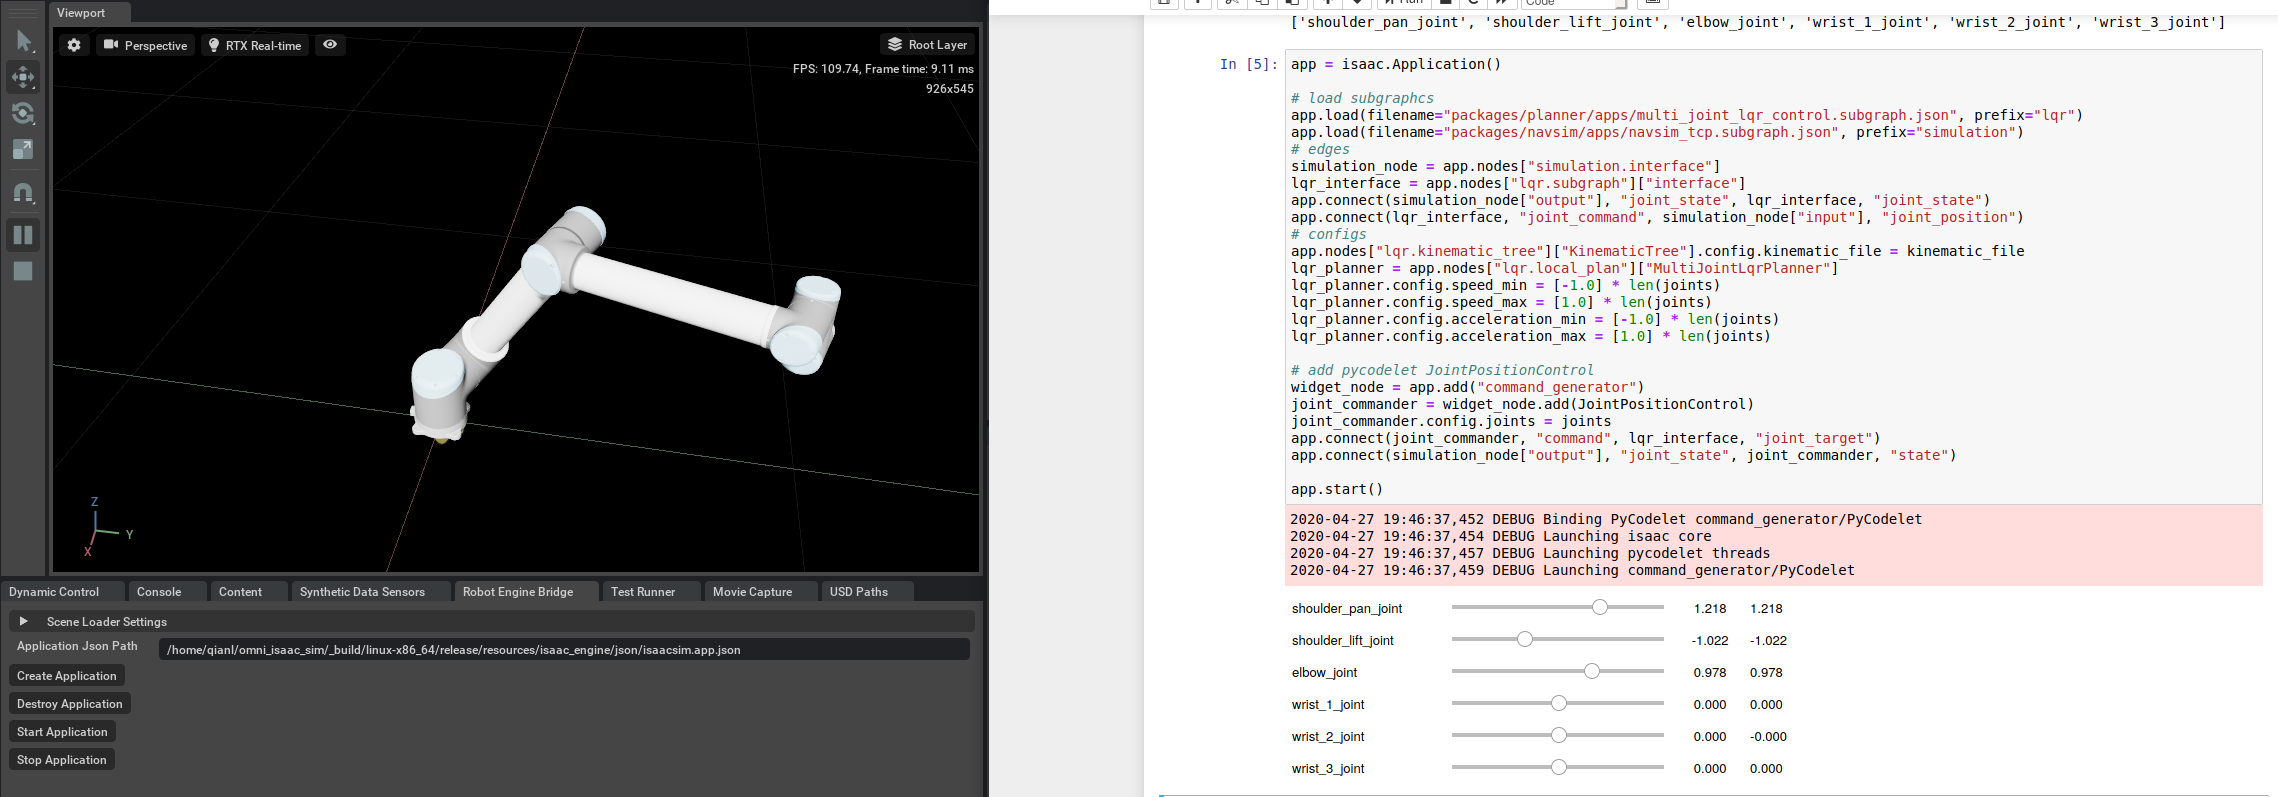 Viewport
Perspective
RTX Real-time
Root Layer
FPS: 109.74, Frame time: 9.11 ms
926x545
Z
Y
X
Dynamic Control
Console
Content
Synthetic Data Sensors
Robot Engine Bridge
Test Runner
Movie Capture
USD Paths
Scene Loader Settings
Application Json Path /home/qianl/omni_isaac_sim/_build/linux-x86_64/release/resources/isaac_engine/json/isaacsim.app.json
Create Application
Destroy Application
Start Application
Stop Application
Run
Code
['shoulder_pan_joint', 'shoulder_lift_joint', 'elbow_joint', 'wrist_1_joint', 'wrist_2_joint', 'wrist_3_joint']
In [5]: app = isaac.Application()
# load subgraphcs
app.load(filename="packages/planner/apps/multi_joint_lqr_control.subgraph.json", prefix="lqr")
app.load(filename="packages/navsim/apps/navsim_tcp.subgraph.json", prefix="simulation")
# edges
simulation_node = app.nodes["simulation.interface"]
lqr_interface = app.nodes["lqr.subgraph"]["interface"]
app.connect(simulation_node["output"], "joint_state", lqr_interface, "joint_state")
app.connect(lqr_interface, "joint_command", simulation_node["input"], "joint_position")
# configs
app.nodes["lqr.kinematic_tree"]["KinematicTree"].config.kinematic_file = kinematic_file
lqr_planner = app.nodes["lqr.local_plan"]["MultiJointLqrPlanner"]
lqr_planner.config.speed_min = [-1.0] * len(joints)
lqr_planner.config.speed_max = [1.0] * len(joints)
lqr_planner.config.acceleration_min = [-1.0] * len(joints)
lqr_planner.config.acceleration_max = [1.0] * len(joints)
# add pycodelet JointPositionControl
widget_node = app.add("command_generator")
joint_commander = widget_node.add(JointPositionControl)
joint_commander.config.joints = joints
app.connect(joint_commander, "command", lqr_interface, "joint_target")
app.connect(simulation_node["output"], "joint_state", joint_commander, "state")
app.start()
2020-04-27 19:46:37,452 DEBUG Binding PyCodelet command_generator/PyCodelet
2020-04-27 19:46:37,454 DEBUG Launching isaac core
2020-04-27 19:46:37,457 DEBUG Launching pycodelet threads
2020-04-27 19:46:37,459 DEBUG Launching command_generator/PyCodelet
shoulder_pan_joint 1.218 1.218
shoulder_lift_joint -1.022 -1.022
elbow_joint 0.978 0.978
wrist_1_joint 0.000 0.000
wrist_2_joint 0.000 -0.000
wrist_3_joint 0.000 0.000